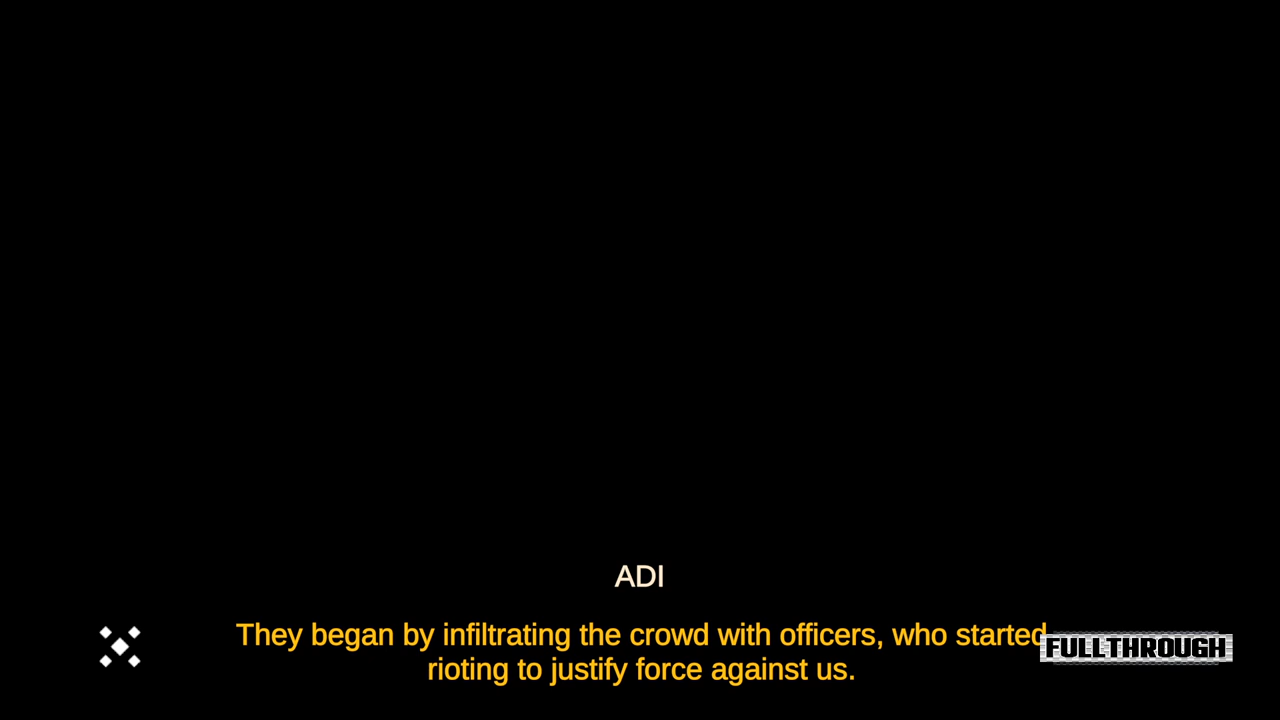 ADI
They began by infiltrating the crowd with officers, who started
rioting to justify force against us.
FULLTHROUGH